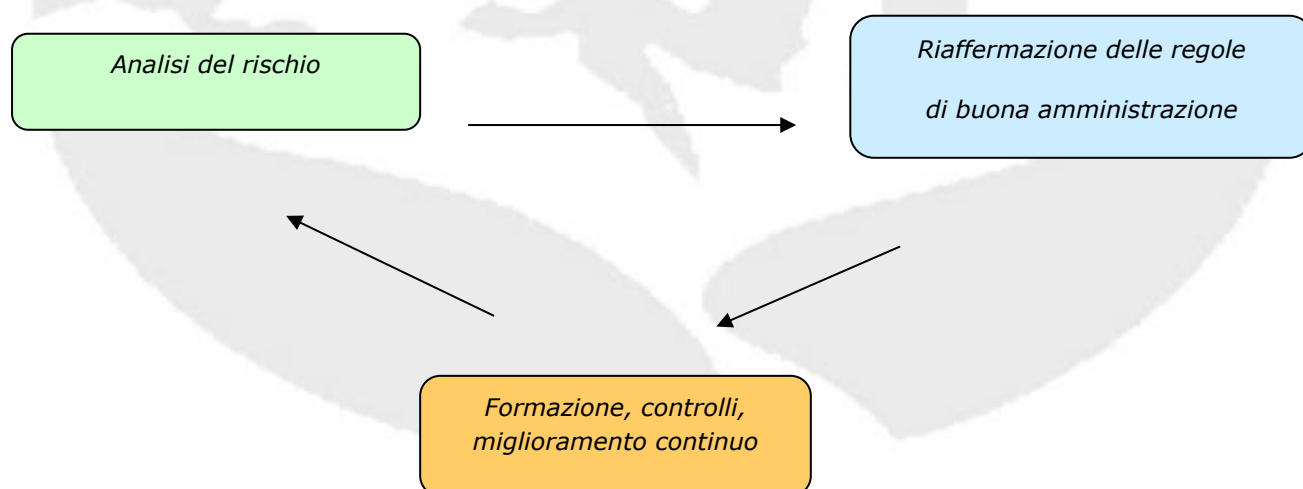 Analisi del rischio
Riaffermazione delle regole
di buona amministrazione
Formazione, controlli,
miglioramento continuo